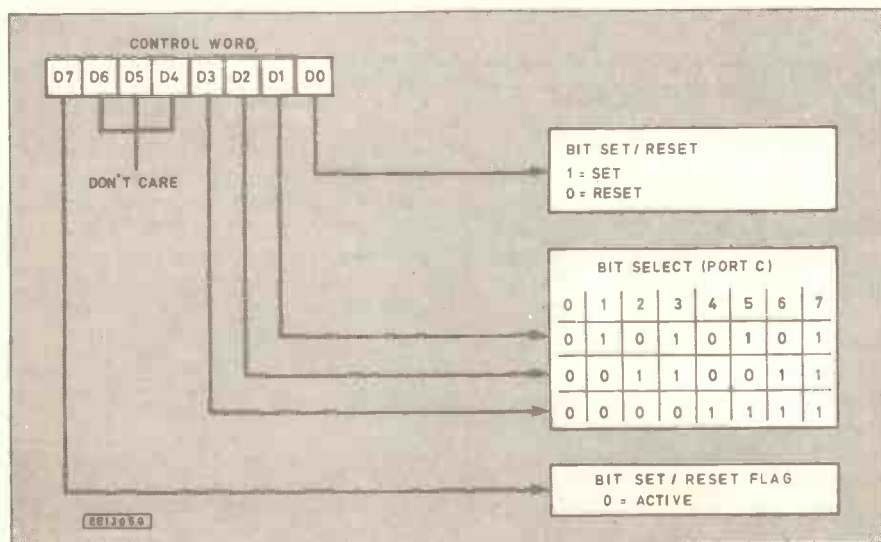 CONTROL WORD
D7 D6 D5 D4 D3 D2 D1 D0
DON'T CARE
BIT SET / RESET
1 = SET
0 = RESET
BIT SELECT (PORT C)
0 1 2 3 4 5 6 7
0 1 0 1 0 1 0 1
0 0 1 1 0 0 1 1
0 0 0 0 1 1 1 1
BIT SET / RESET FLAG
0 = ACTIVE